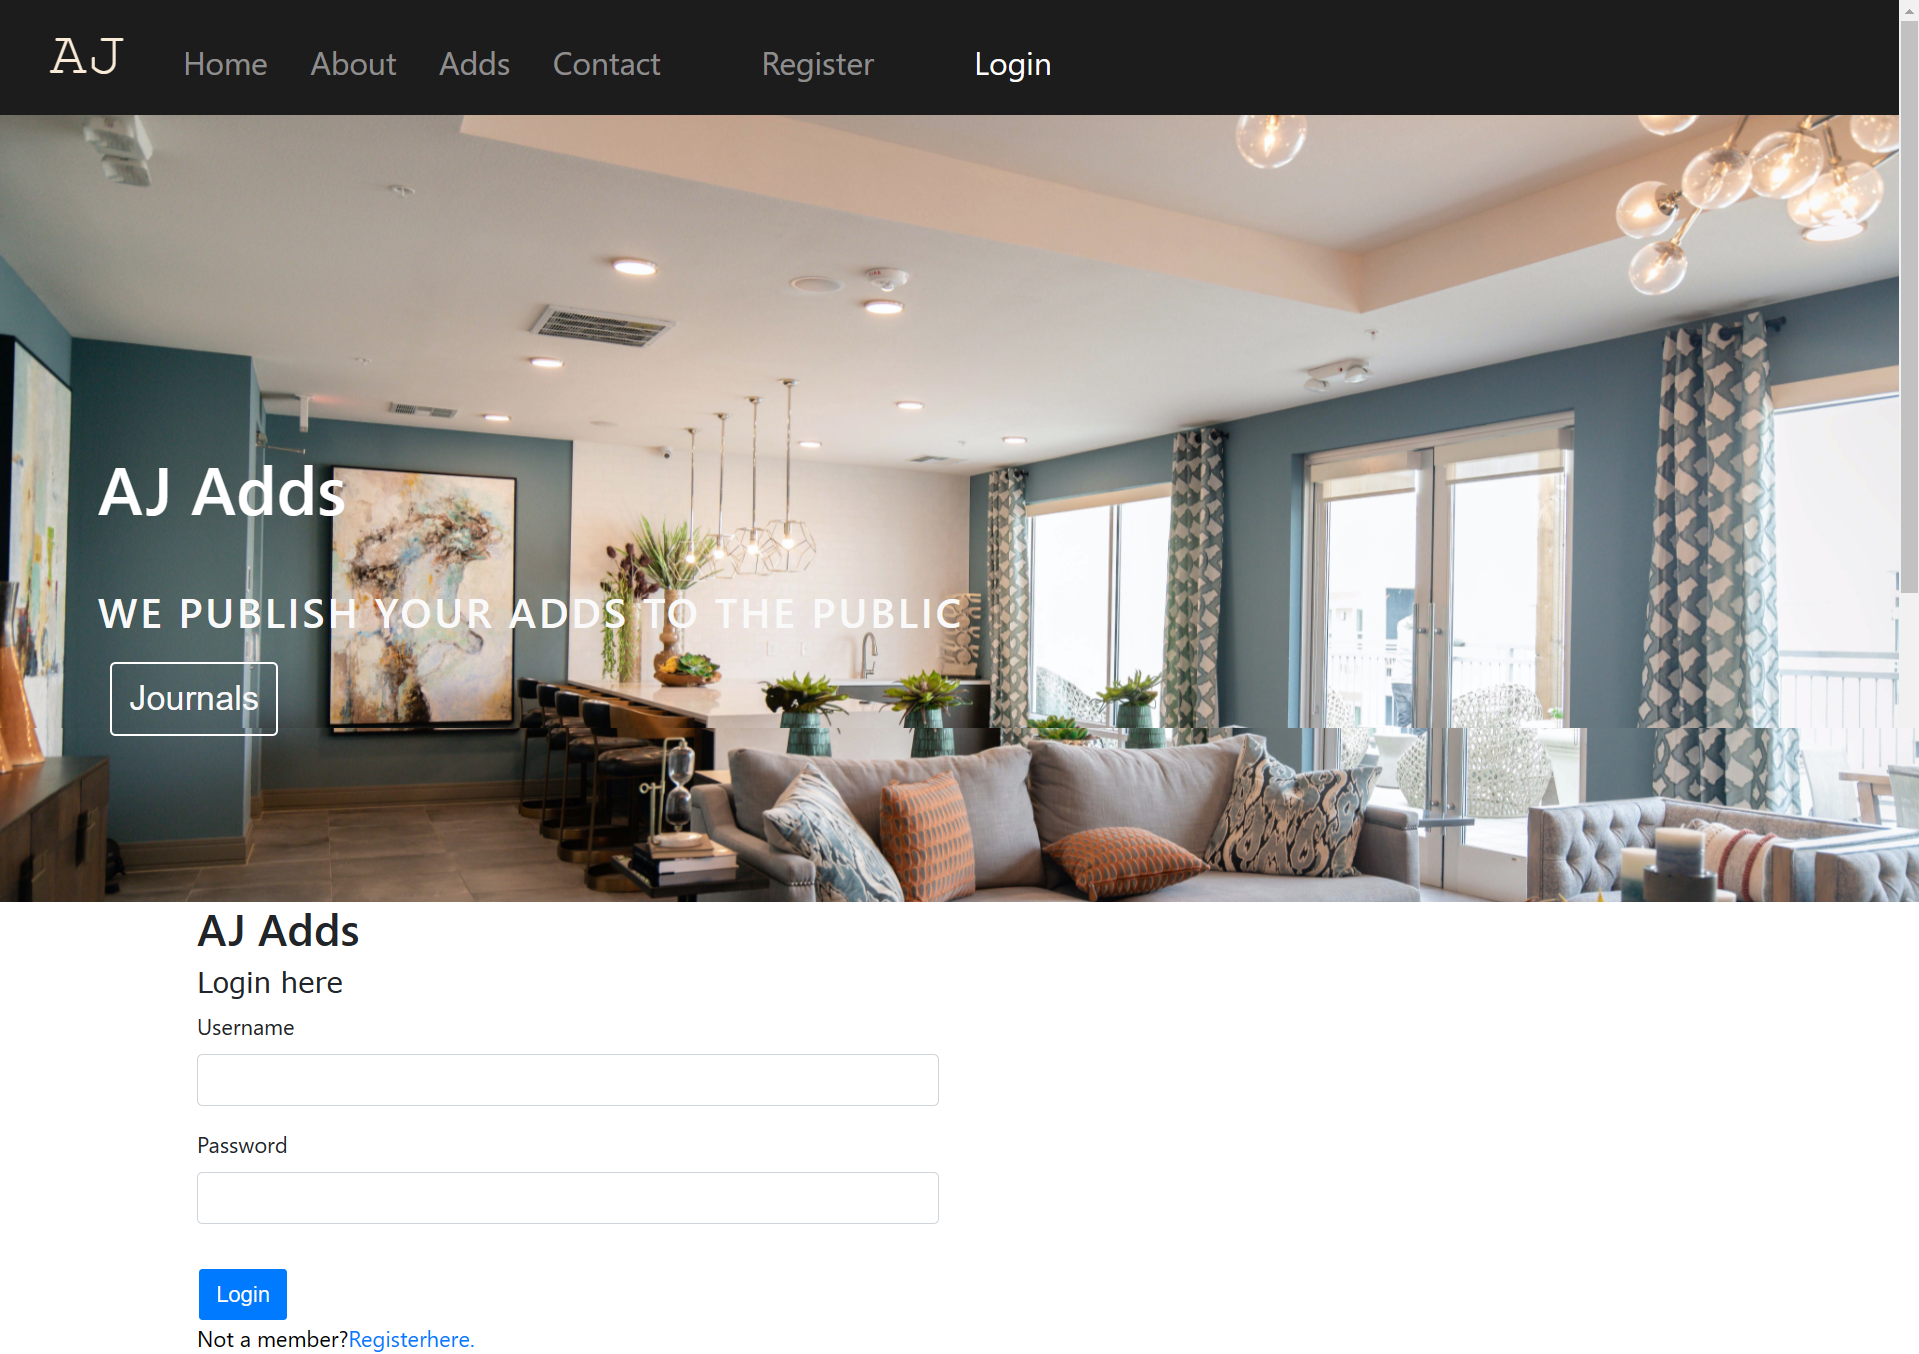 AJ Home About Adds Contact Register Login
AJ Adds
WE PUBLISH YOUR ADDS TO THE PUBLIC
Journals
AJ Adds
Login here
Username
Password
Login
Not a member?Registerhere.